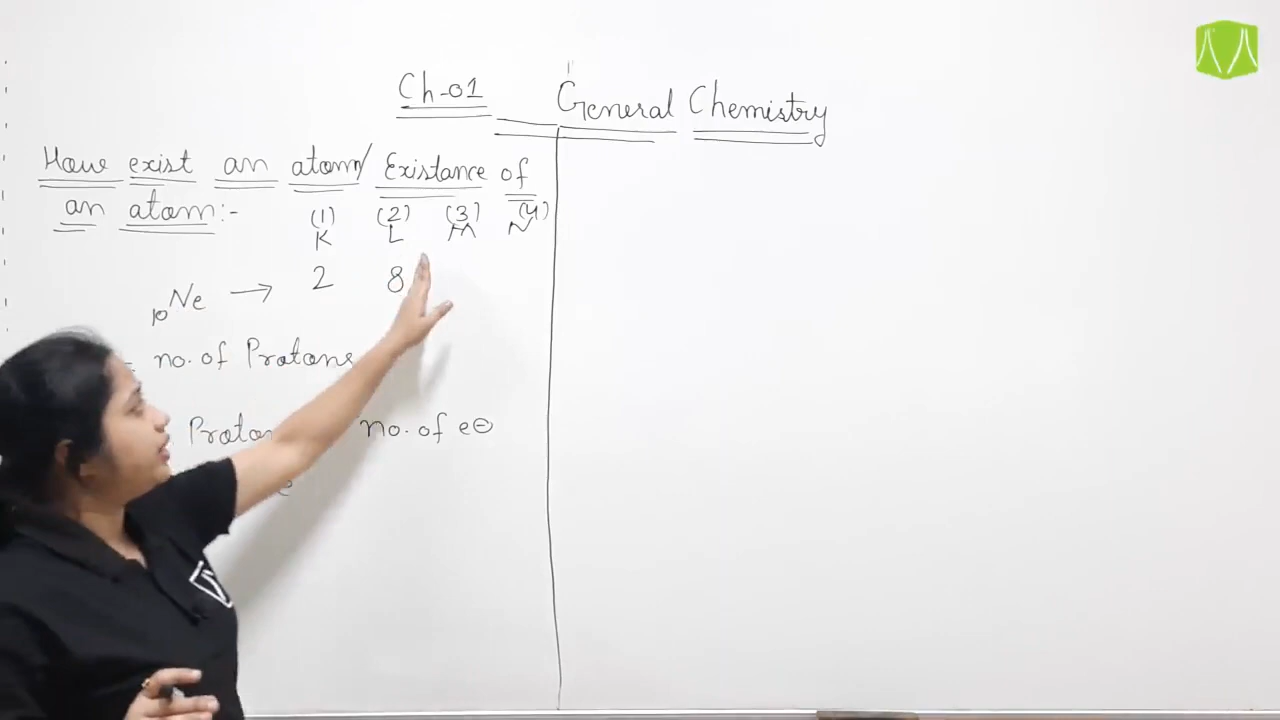 Ch-01 General Chemistry
How exist an atom/ Existance of
an atom:-
(1) (2) (3) (4)
K L M N
10Ne → 2 8
= no. of Protons
no. of e⊖